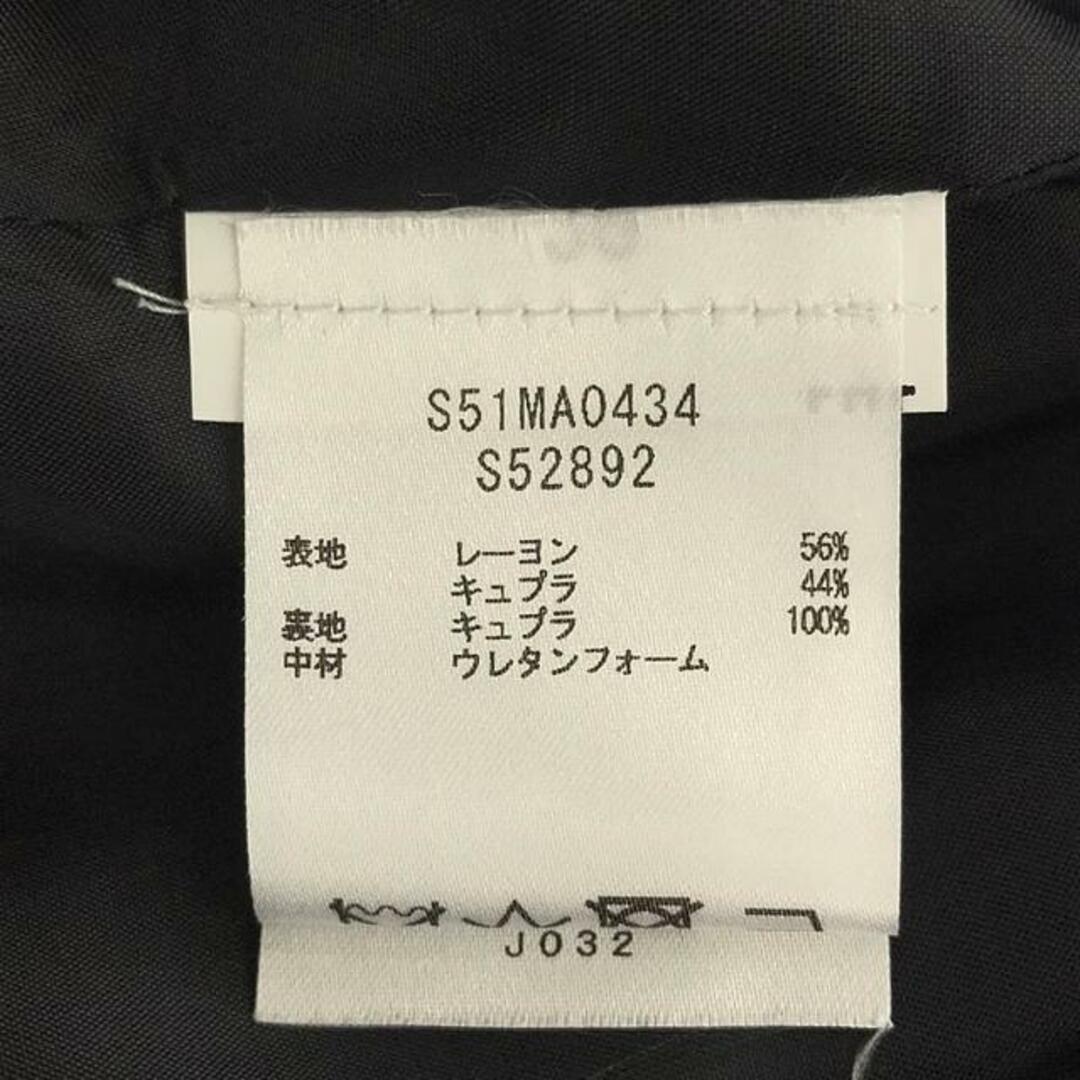 S51MA0434
S52892
表地 レーヨン 56%
キュプラ 44%
裏地 キュプラ 100%
中材 ウレタンフォーム
J032